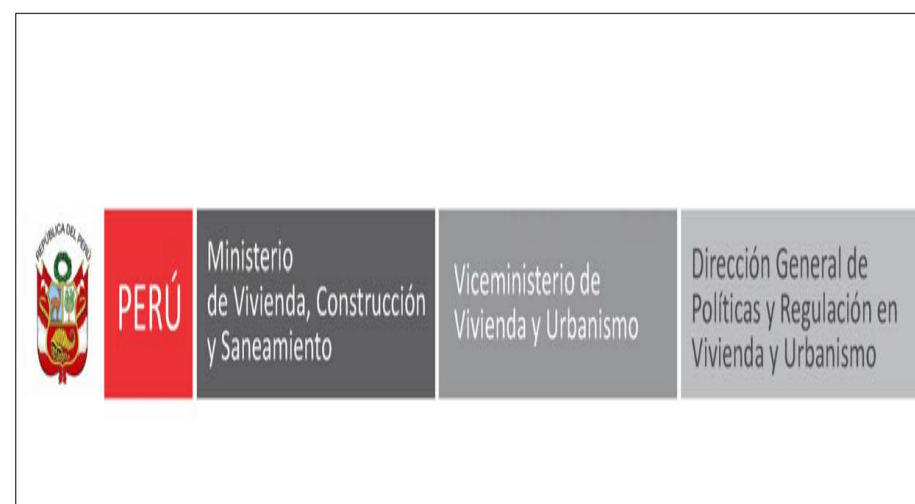 REPÚBLICA DEL PERÚ
PERÚ
Ministerio
de Vivienda, Construcción
y Saneamiento
Viceministerio de
Vivienda y Urbanismo
Dirección General de
Políticas y Regulación en
Vivienda y Urbanismo